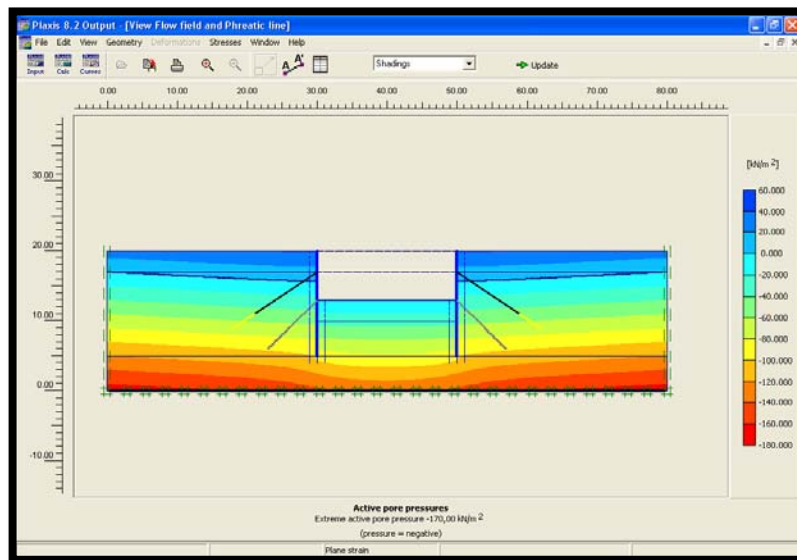 Plaxis 8.2 Output - [View Flow field and Phreatic line]
File Edit View Geometry Deformations Stresses Window Help
Input Calc Curves Shadings Update
0.00 10.00 20.00 30.00 40.00 50.00 60.00 70.00 80.00
30.00
20.00
10.00
0.00
-10.00
[kN/m 2]
60.000
40.000
20.000
0.000
-20.000
-40.000
-60.000
-80.000
-100.000
-120.000
-140.000
-160.000
-180.000
Active pore pressures
Extreme active pore pressure -170,00 kN/m 2
(pressure = negative)
Plane strain